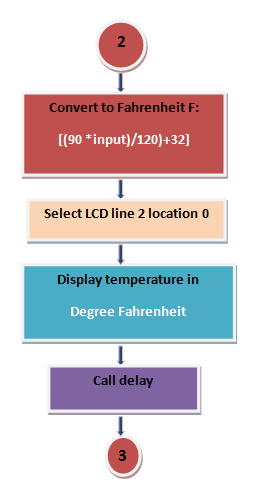 2
Convert to Fahrenheit F:
[(90 *input)/120)+32]
Select LCD line 2 location 0
Display temperature in
Degree Fahrenheit
Call delay
3